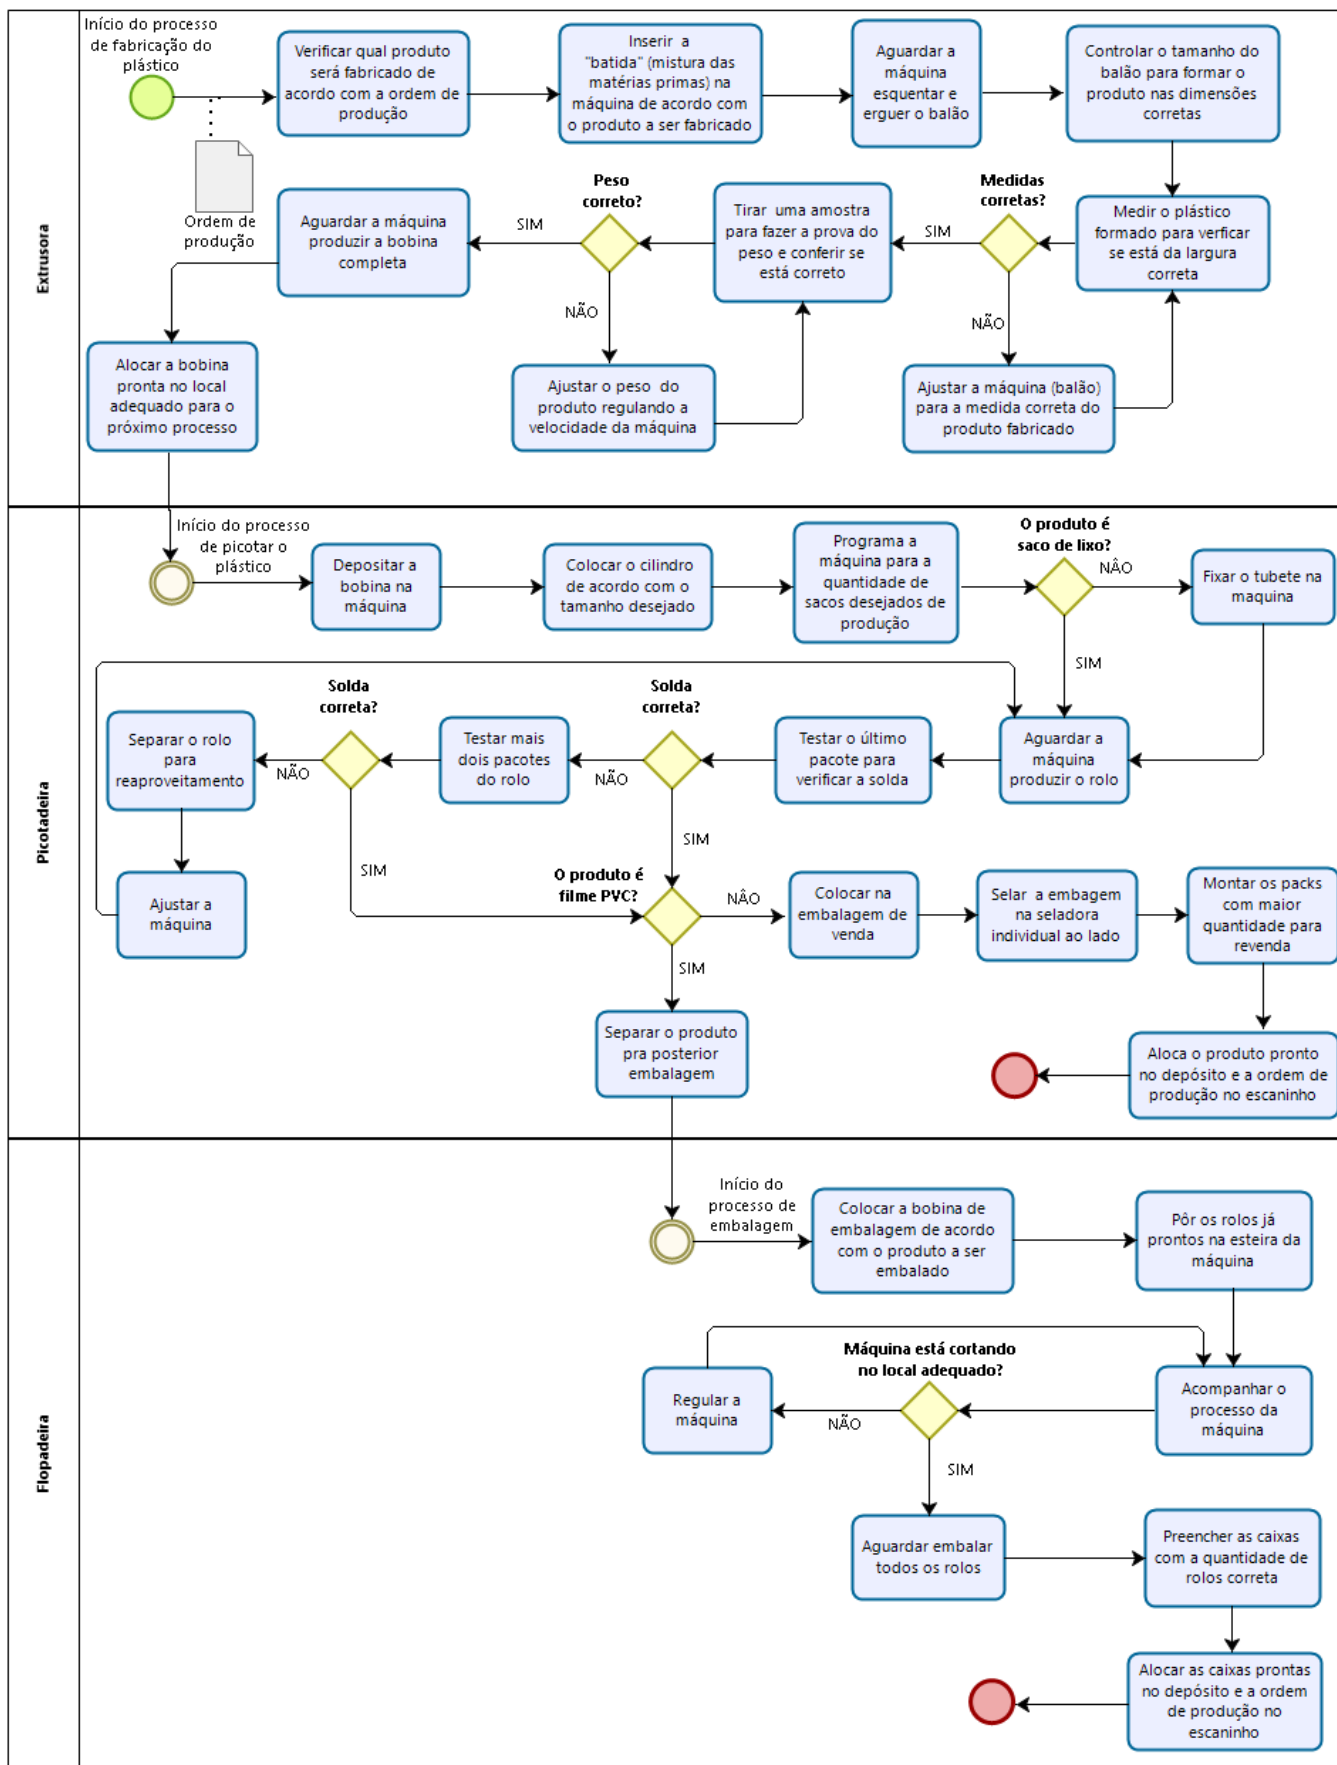 Extrusora
Início do processo
de fabricação do
plástico
Ordem de
produção
Verificar qual produto
será fabricado de
acordo com a ordem de
produção
Inserir a
"batida" (mistura das
matérias primas) na
máquina de acordo com
o produto a ser fabricado
Aguardar a
máquina
esquentar e
erguer o balão
Controlar o tamanho do
balão para formar o
produto nas dimensões
corretas
Medir o plástico
formado para verficar
se está da largura
correta
Medidas
corretas?
SIM
NÃO
Ajustar a máquina (balão)
para a medida correta do
produto fabricado
Tirar uma amostra
para fazer a prova do
peso e conferir se
está correto
Peso
correto?
SIM
NÃO
Ajustar o peso do
produto regulando a
velocidade da máquina
Aguardar a máquina
produzir a bobina
completa
Alocar a bobina
pronta no local
adequado para o
próximo processo
Picotadeira
Início do processo
de picotar o
plástico
Depositar a
bobina na
máquina
Colocar o cilindro
de acordo com o
tamanho desejado
Programa a
máquina para a
quantidade de
sacos desejados de
produção
O produto é
saco de lixo?
NÂO
SIM
Fixar o tubete na
maquina
Aguardar a
máquina
produzir o rolo
Testar o último
pacote para
verificar a solda
Solda
correta?
NÃO
SIM
Testar mais
dois pacotes
do rolo
Solda
correta?
NÃO
SIM
Separar o rolo
para
reaproveitamento
Ajustar a
máquina
O produto é
filme PVC?
NÂO
SIM
Colocar na
embalagem de
venda
Selar a embagem
na seladora
individual ao lado
Montar os packs
com maior
quantidade para
revenda
Aloca o produto pronto
no depósito e a ordem de
produção no escaninho
Separar o produto
pra posterior
embalagem
Flopadeira
Início do
processo de
embalagem
Colocar a bobina de
embalagem de acordo
com o produto a ser
embalado
Pôr os rolos já
prontos na esteira da
máquina
Acompanhar o
processo da
máquina
Máquina está cortando
no local adequado?
NÃO
SIM
Regular a
máquina
Aguardar embalar
todos os rolos
Preencher as caixas
com a quantidade de
rolos correta
Alocar as caixas prontas
no depósito e a ordem
de produção no
escaninho